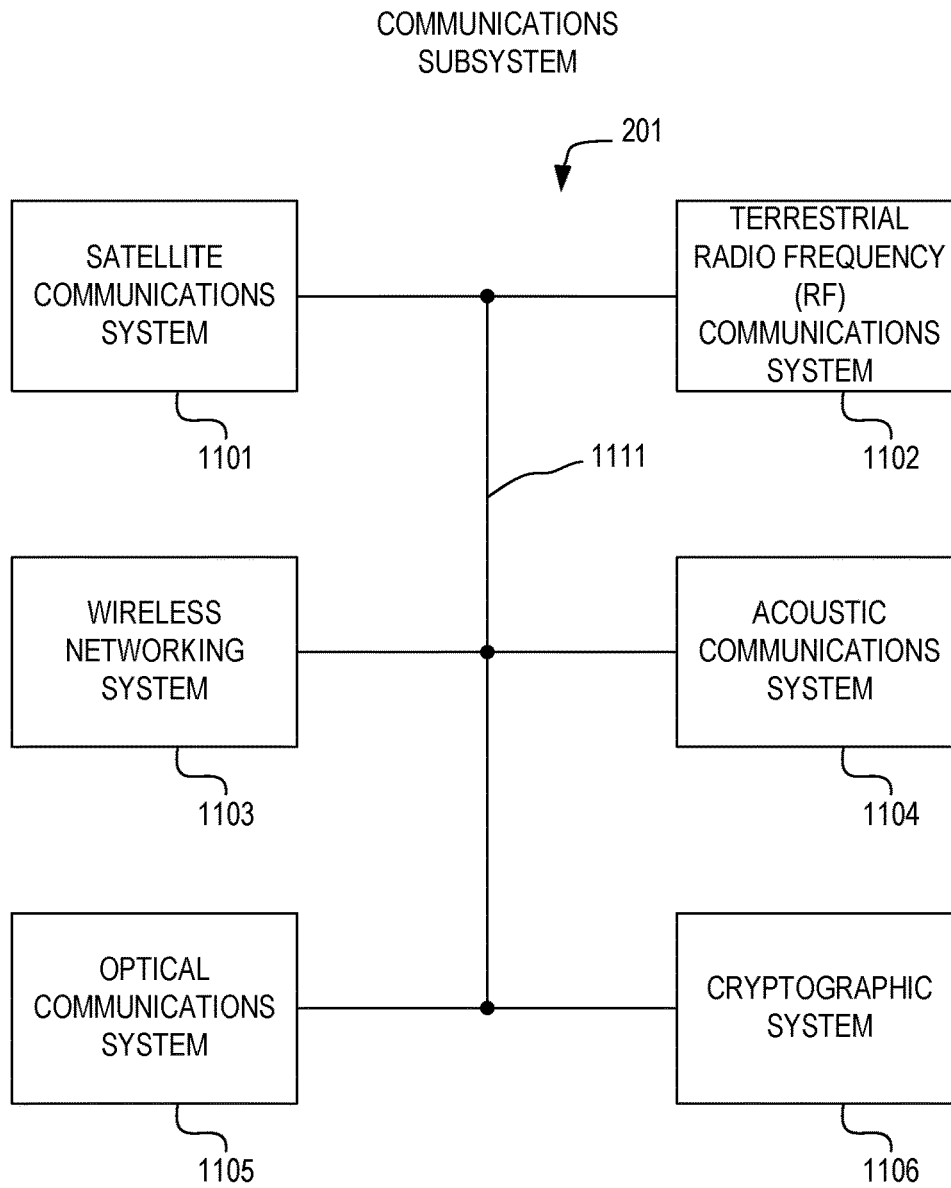 COMMUNICATIONS
SUBSYSTEM
201
SATELLITE
COMMUNICATIONS
SYSTEM
1101
TERRESTRIAL
RADIO FREQUENCY
(RF)
COMMUNICATIONS
SYSTEM
1102
1111
WIRELESS
NETWORKING
SYSTEM
1103
ACOUSTIC
COMMUNICATIONS
SYSTEM
1104
OPTICAL
COMMUNICATIONS
SYSTEM
1105
CRYPTOGRAPHIC
SYSTEM
1106